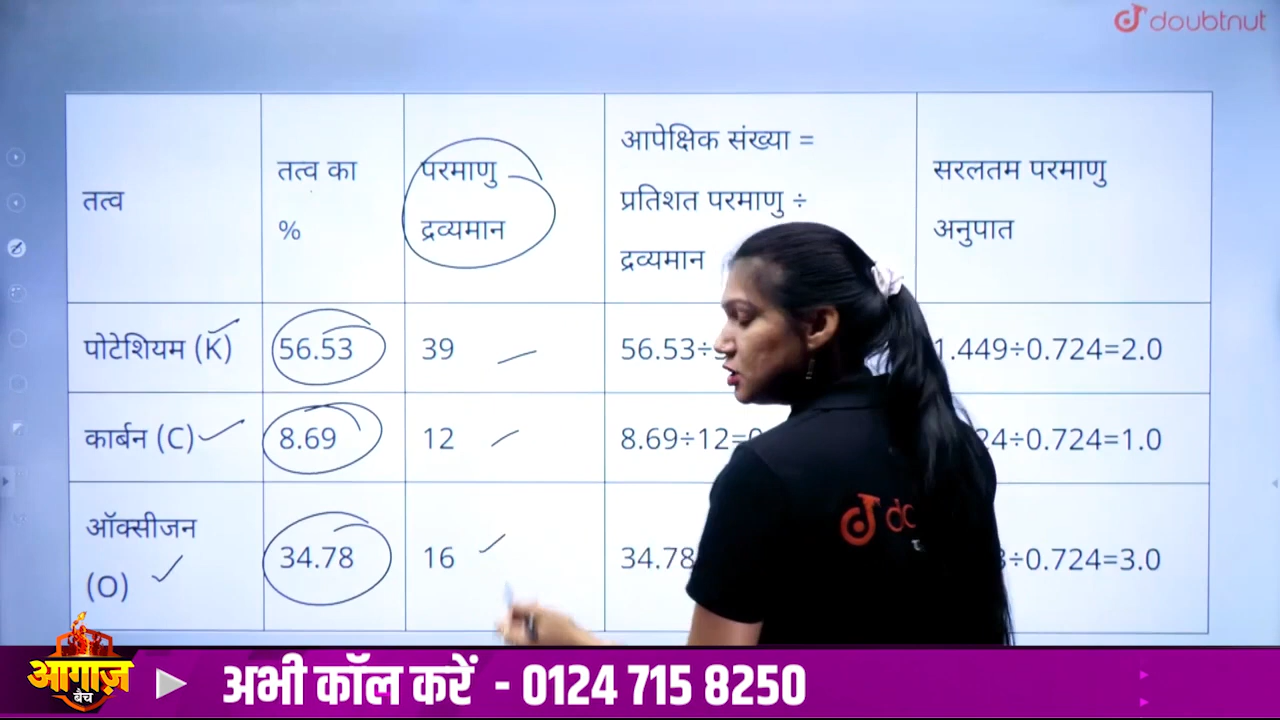 doubtnut
तत्व
तत्व का
%
परमाणु
द्रव्यमान
आपेक्षिक संख्या =
प्रतिशत परमाणु ÷
द्रव्यमान
सरलतम परमाणु
अनुपात
पोटेशियम (K)
56.53
39
56.53÷
1.449÷0.724=2.0
कार्बन (C)
8.69
12
8.69÷12=0
24÷0.724=1.0
ऑक्सीजन
(O)
34.78
16
34.78
÷0.724=3.0
आगाज़
बैच
अभी कॉल करें - 0124 715 8250